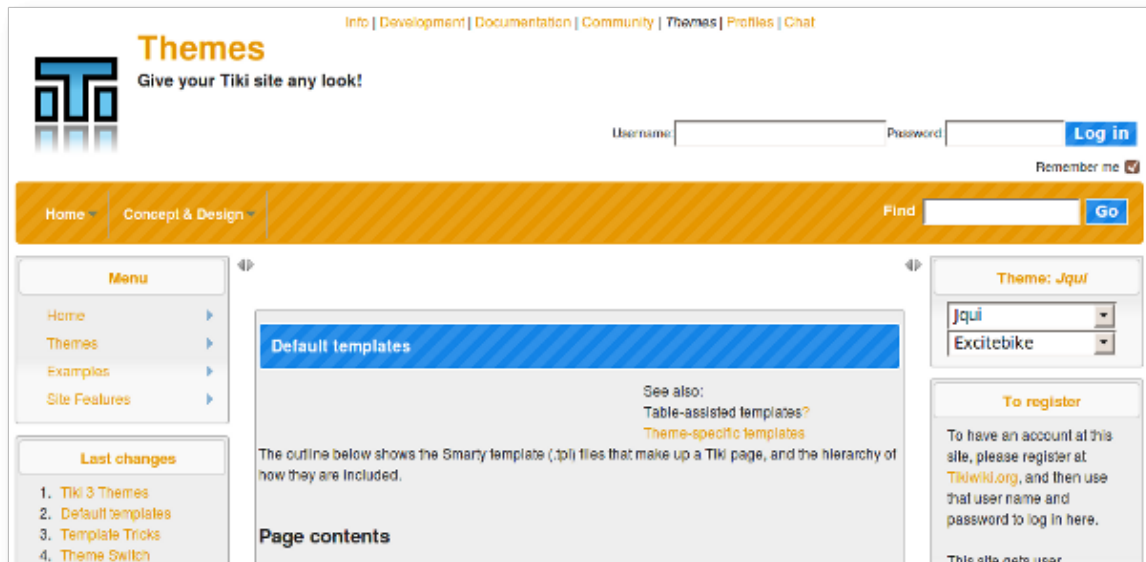 Info | Development | Documentation | Community | Themes | Profiles | Chat
Themes
Give your Tiki site any look!
Username: Password Log in
Remember me
Home Concept & Design Find Go
Menu
Home
Themes
Examples
Site Features
Last changes
1. Tiki 3 Themes
2. Default templates
3. Template Tricks
4. Theme Switch
Default templates
See also:
Table-assisted templates?
Theme-specific templates
The outline below shows the Smarty template (.tpl) files that make up a Tiki page, and the hierarchy of
how they are included.
Page contents
Theme: Jqui
Jqui
Excitebike
To register
To have an account at this
site, please register at
Tikiwiki.org, and then use
that user name and
password to log in here.
This site gets user